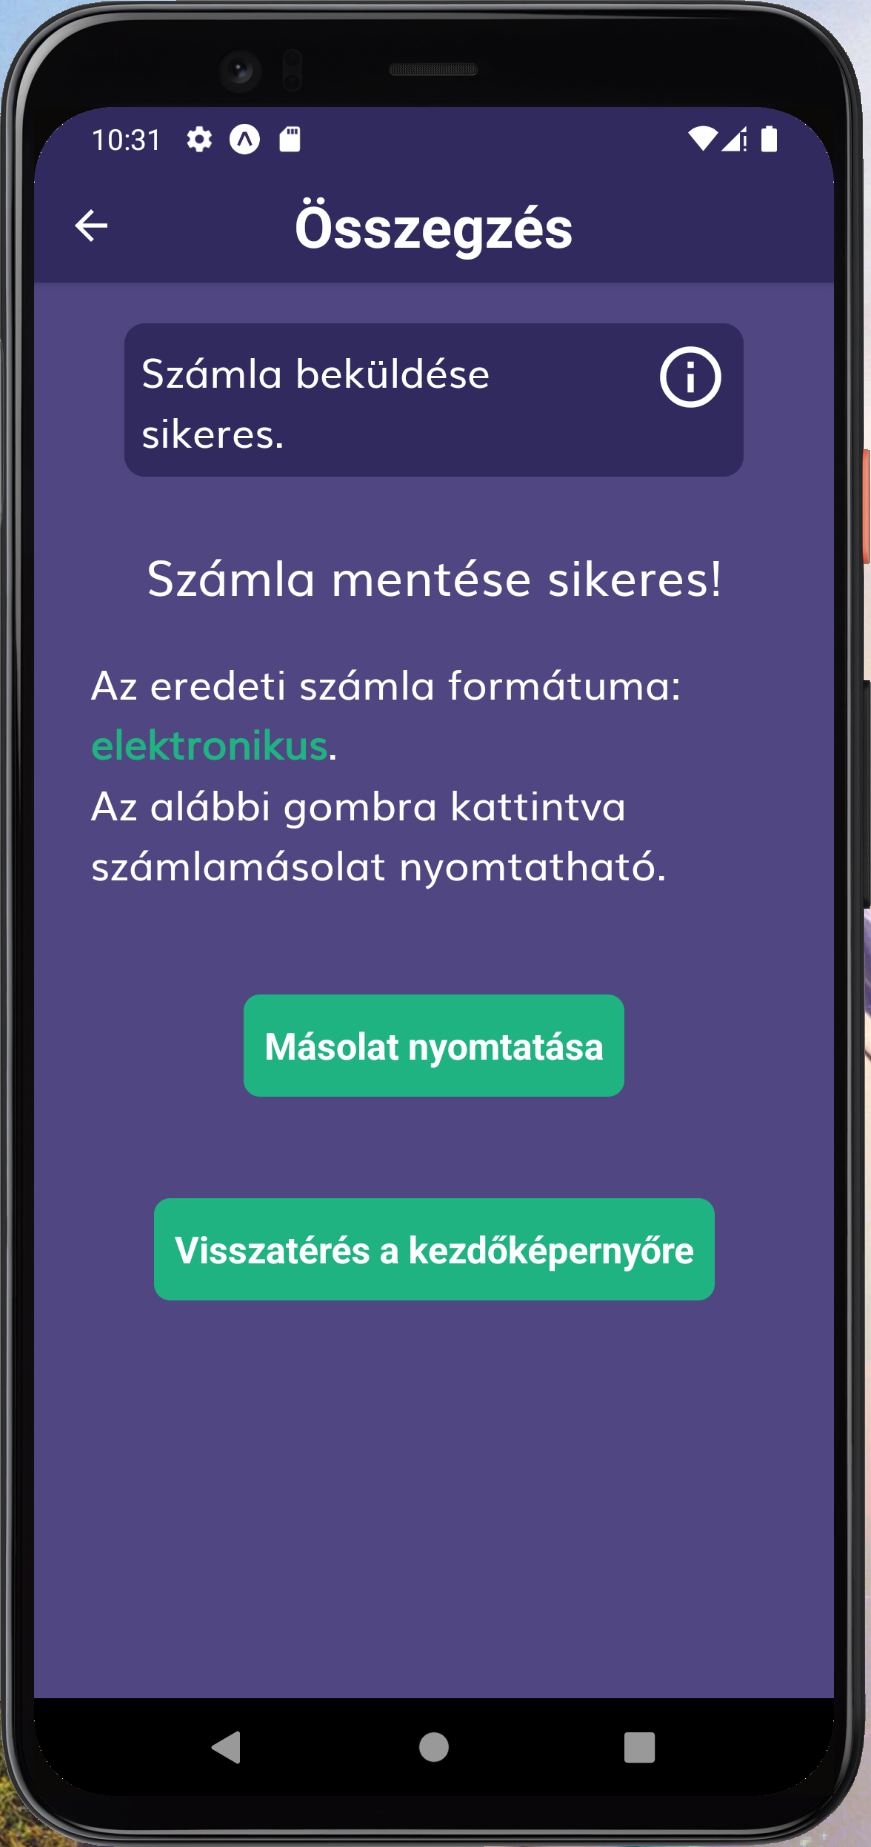 10:31
Összegzés
Számla beküldése
sikeres.
Számla mentése sikeres!
Az eredeti számla formátuma:
elektronikus.
Az alábbi gombra kattintva
számlamásolat nyomtatható.
Másolat nyomtatása
Visszatérés a kezdőképernyőre